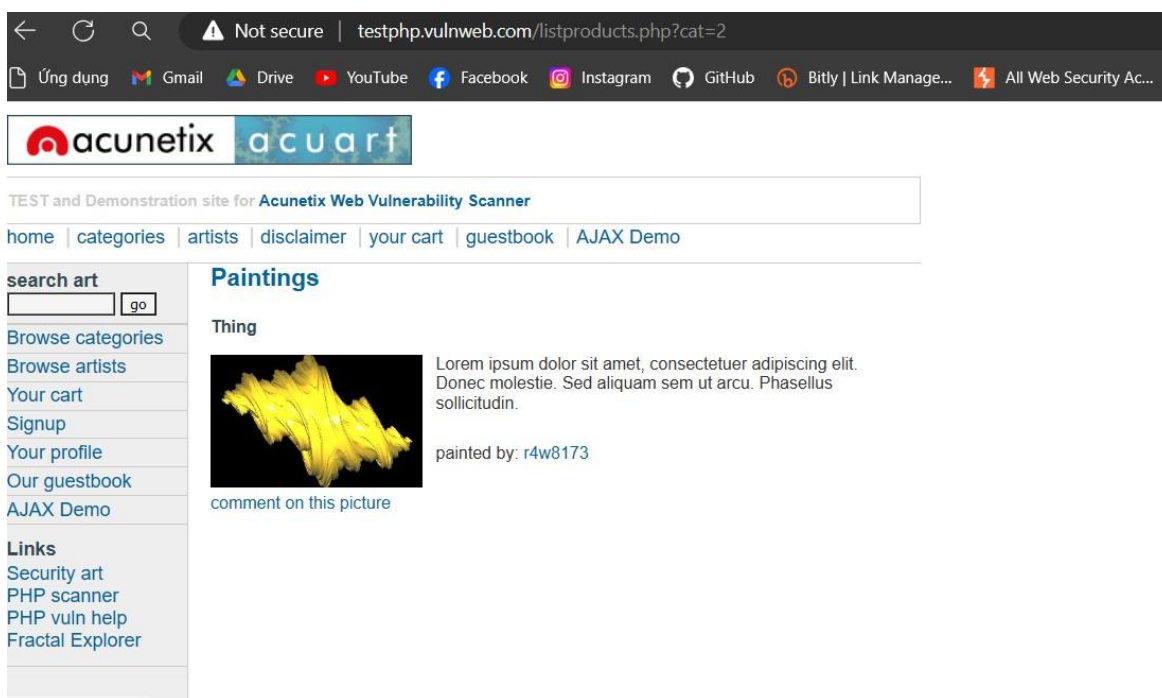 Not secure | testphp.vulnweb.com/listproducts.php?cat=2
Ứng dụng Gmail Drive YouTube Facebook Instagram GitHub Bitly | Link Manage... All Web Security Ac...
acunetix acuart
TEST and Demonstration site for Acunetix Web Vulnerability Scanner
home | categories | artists | disclaimer | your cart | guestbook | AJAX Demo
search art
go
Browse categories
Browse artists
Your cart
Signup
Your profile
Our guestbook
AJAX Demo
Links
Security art
PHP scanner
PHP vuln help
Fractal Explorer
Paintings
Thing
Lorem ipsum dolor sit amet, consectetuer adipiscing elit.
Donec molestie. Sed aliquam sem ut arcu. Phasellus
sollicitudin.
painted by: r4w8173
comment on this picture